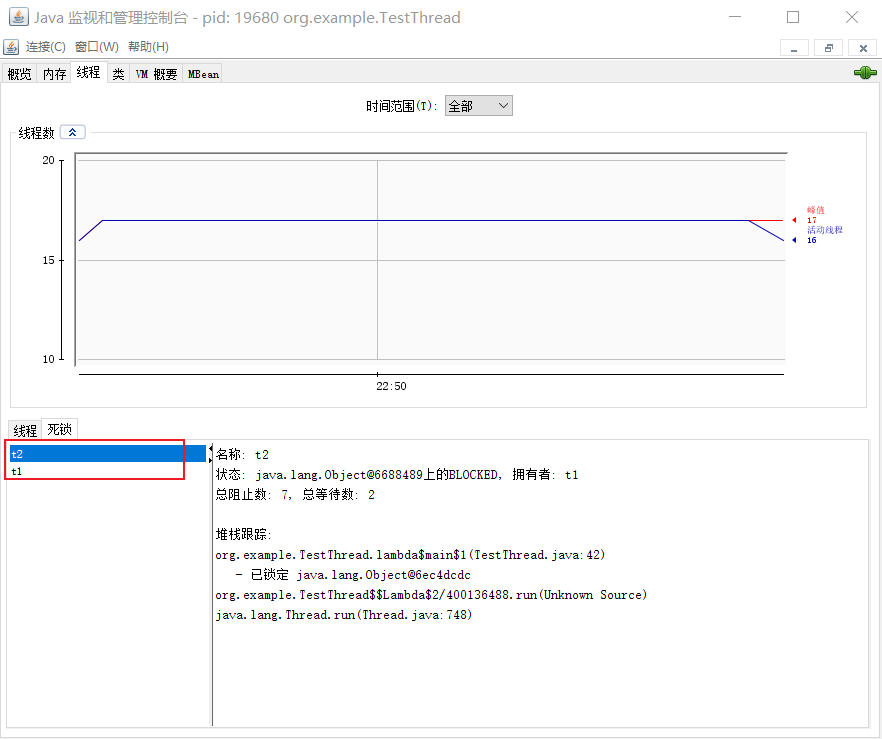 Java 监视和管理控制台 - pid: 19680 org.example.TestThread
连接(C) 窗口(W) 帮助(H)
概览 内存 线程 类 VM 概要 MBean
时间范围(T): 全部
线程数
20
15
10
峰值
17
活动线程
16
22:50
线程 死锁
t2
t1
名称: t2
状态: java.lang.Object@6688489上的BLOCKED, 拥有者: t1
总阻止数: 7, 总等待数: 2
堆栈跟踪:
org.example.TestThread.lambda$main$1(TestThread.java:42)
- 已锁定 java.lang.Object@6ec4dcdc
org.example.TestThread$$Lambda$2/400136488.run(Unknown Source)
java.lang.Thread.run(Thread.java:748)